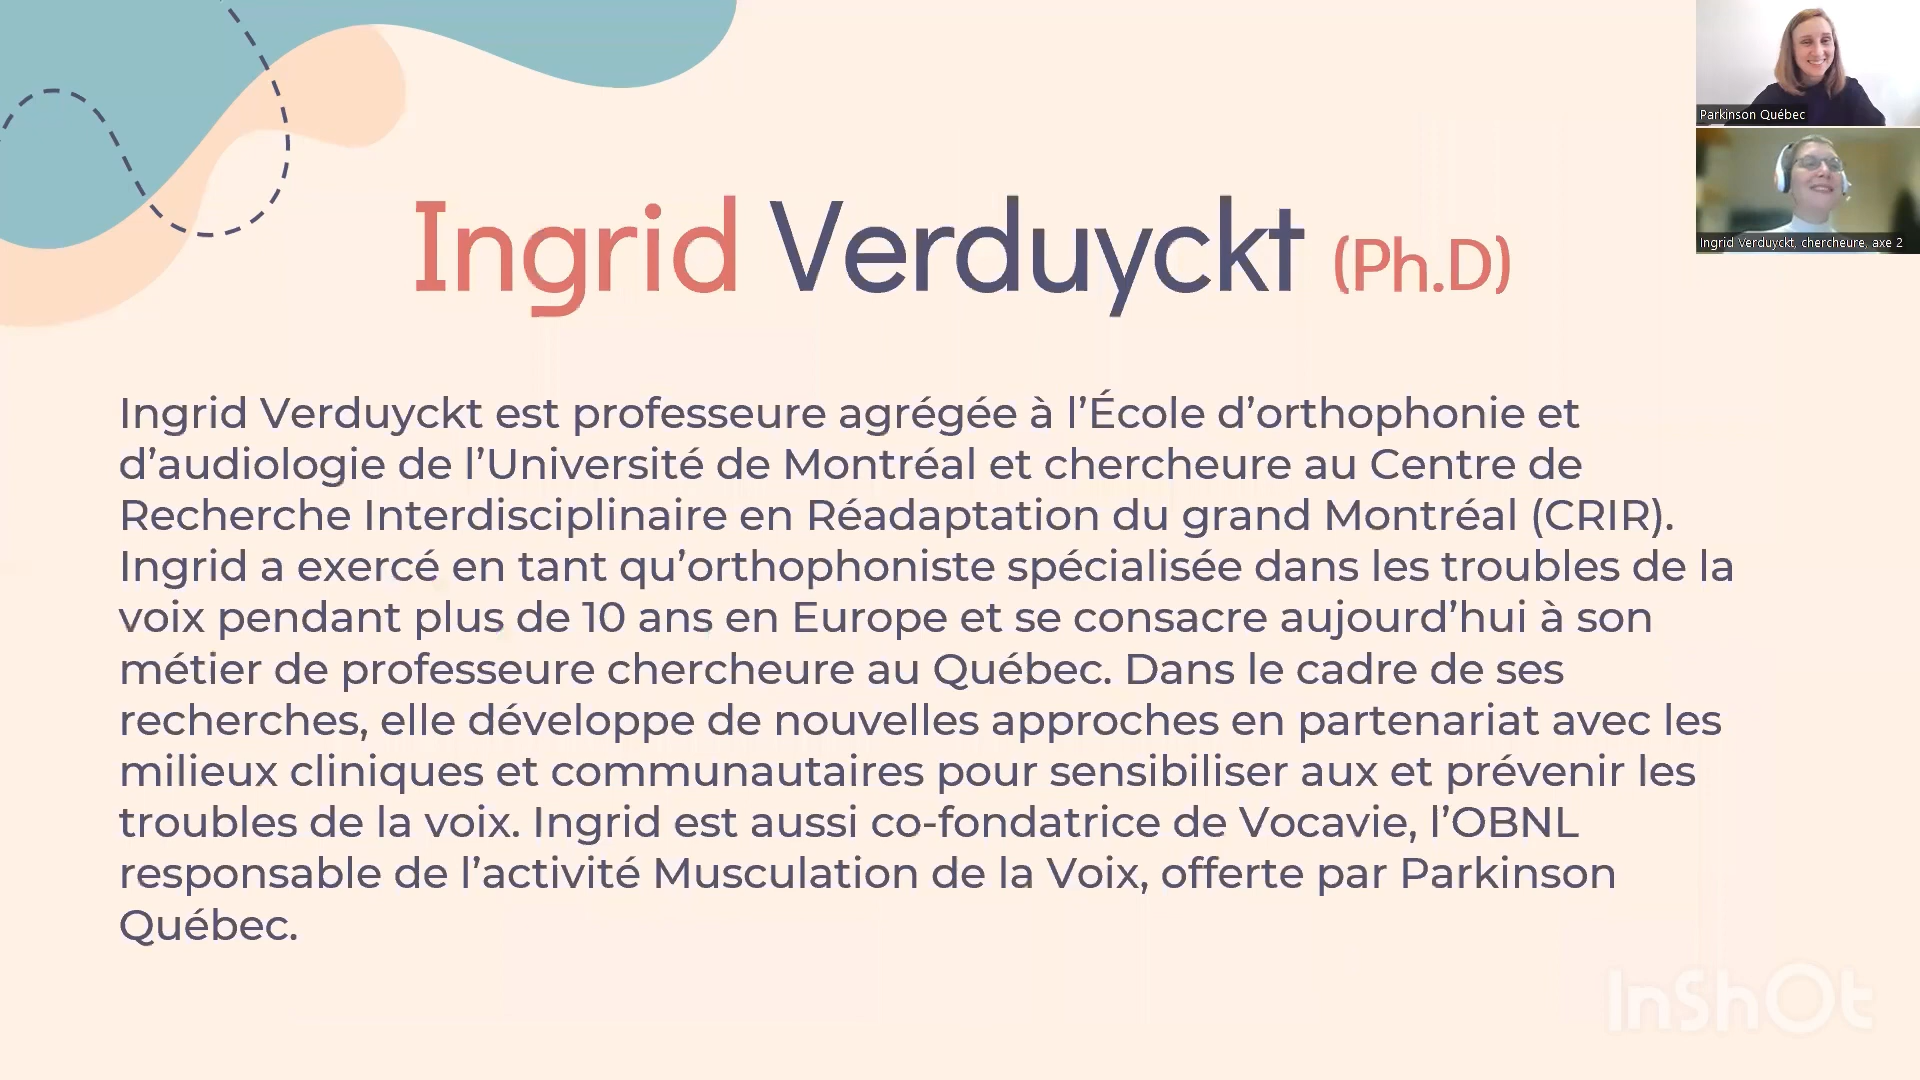 Ingrid Verduyckt (Ph.D)
Ingrid Verduyckt est professeure agrégée à l’École d’orthophonie et
d’audiologie de l’Université de Montréal et chercheure au Centre de
Recherche Interdisciplinaire en Réadaptation du grand Montréal (CRIR).
Ingrid a exercé en tant qu’orthophoniste spécialisée dans les troubles de la
voix pendant plus de 10 ans en Europe et se consacre aujourd’hui à son
métier de professeure chercheure au Québec. Dans le cadre de ses
recherches, elle développe de nouvelles approches en partenariat avec les
milieux cliniques et communautaires pour sensibiliser aux et prévenir les
troubles de la voix. Ingrid est aussi co-fondatrice de Vocavie, l’OBNL
responsable de l’activité Musculation de la Voix, offerte par Parkinson
Québec.
Parkinson Québec
Ingrid Verduyckt, chercheure, axe 2
InShOt